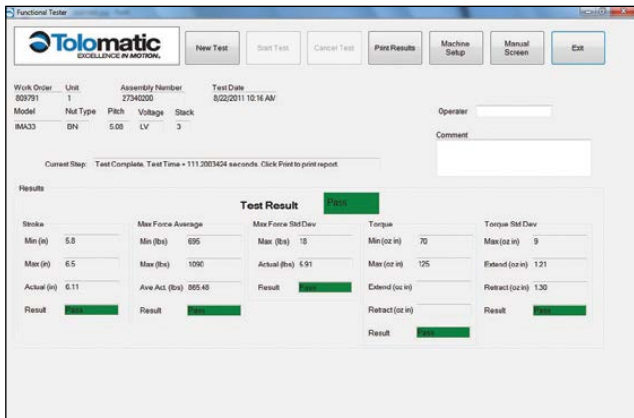 Functional Tester
Tolomatic
EXCELLENCE IN MOTION.
New Test Start Test Cancel Test Print Results Machine Setup Manual Screen Exit
Work Order Unit Assembly Number Test Date
809791 1 27340200 8/22/2011 10:16 AM
Model Nut Type Pitch Voltage Stack Operator
IMA33 BN 5.08 LV 3
Comment
Current Step: Test Complete, Test Time = 111.2003424 seconds. Click Print to print report.
Results
Test Result Pass
Stroke Max Force Average Max Force Std Dev Torque Torque Std Dev
Min (in) 5.8 Min (lbs) 695 Max (lbs) 18 Min (oz in) 70 Max (oz in) 9
Max (in) 6.5 Max (lbs) 1090 Actual (lbs) 6.91 Max (oz in) 125 Extend (oz in) 1.21
Actual (in) 6.11 Ave Act. (lbs) 865.48 Result Pass Extend (oz in) Retract (oz in) 1.30
Result Pass Result Pass Retract (oz in) Result Pass
Result Pass